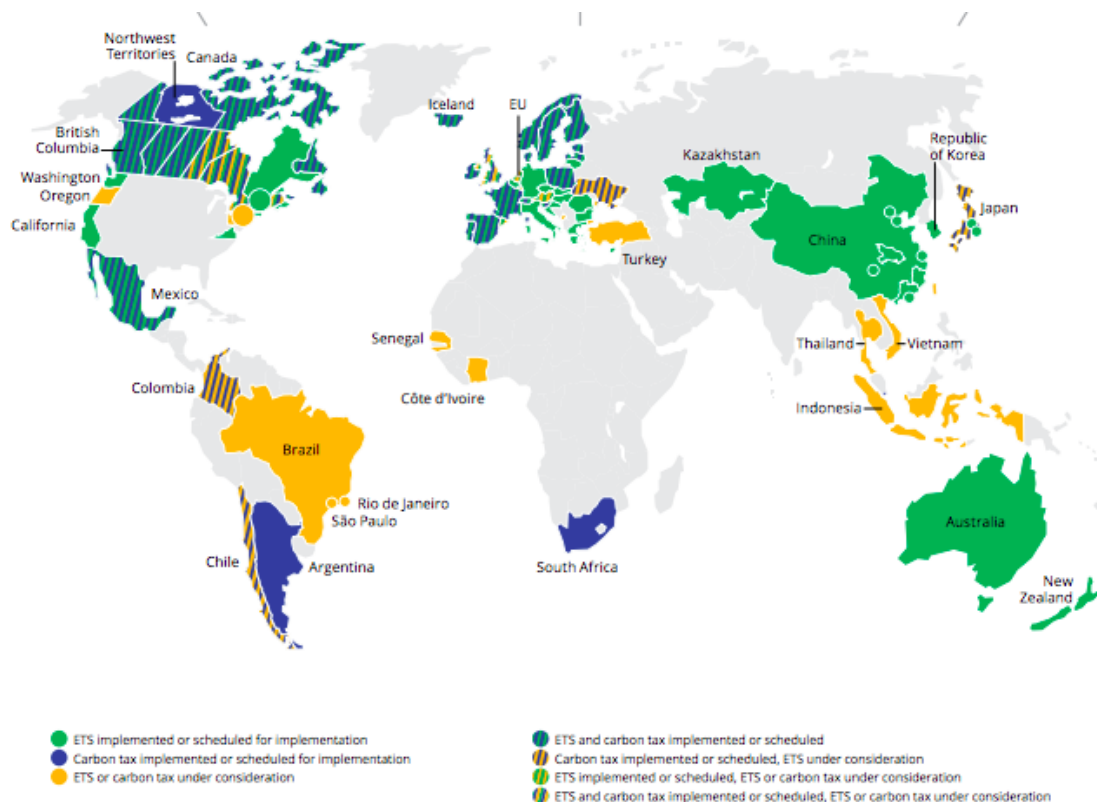 Northwest
Territories
Canada
Iceland
EU
British
Columbia
Republic
of Korea
Kazakhstan
Washington
Oregon
California
Japan
China
Turkey
Mexico
Senegal
Thailand
Vietnam
Colombia
Côte d'Ivoire
Indonesia
Brazil
Rio de Janeiro
São Paulo
Australia
Chile
Argentina
South Africa
New
Zealand
ETS implemented or scheduled for implementation
Carbon tax implemented or scheduled for implementation
ETS or carbon tax under consideration
ETS and carbon tax implemented or scheduled
Carbon tax implemented or scheduled, ETS under consideration
ETS implemented or scheduled, ETS or carbon tax under consideration
ETS and carbon tax implemented or scheduled, ETS or carbon tax under consideration